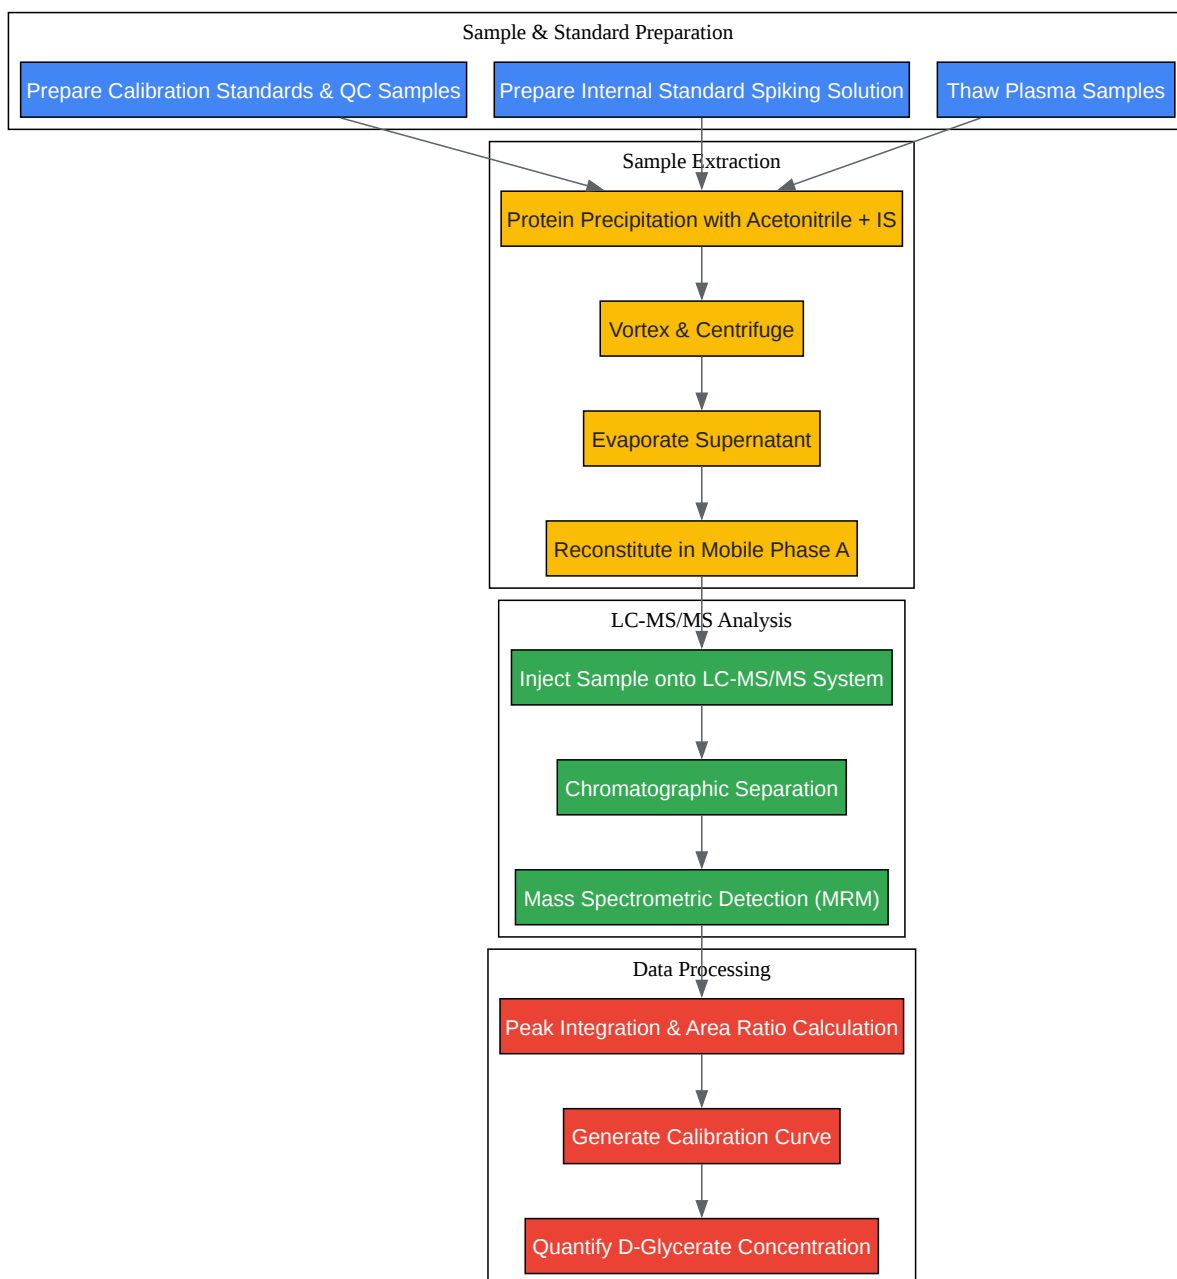 Sample & Standard Preparation
Prepare Calibration Standards & QC Samples
Prepare Internal Standard Spiking Solution
Thaw Plasma Samples
Sample Extraction
Protein Precipitation with Acetonitrile + IS
Vortex & Centrifuge
Evaporate Supernatant
Reconstitute in Mobile Phase A
LC-MS/MS Analysis
Inject Sample onto LC-MS/MS System
Chromatographic Separation
Mass Spectrometric Detection (MRM)
Data Processing
Peak Integration & Area Ratio Calculation
Generate Calibration Curve
Quantify D-Glycerate Concentration